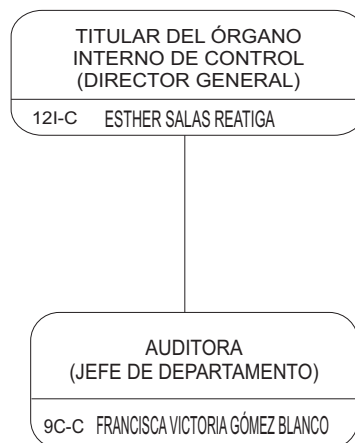 TITULAR DEL ÓRGANO
INTERNO DE CONTROL
(DIRECTOR GENERAL)
12I-C ESTHER SALAS REATIGA
AUDITORA
(JEFE DE DEPARTAMENTO)
9C-C FRANCISCA VICTORIA GÓMEZ BLANCO